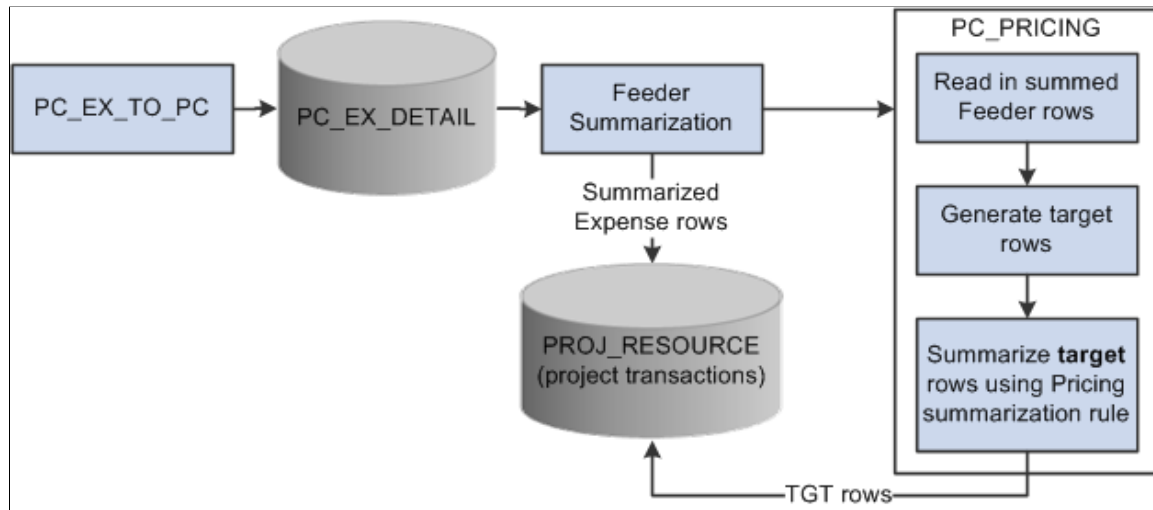 PC_PRICING
PC_EX_TO_PC
PC_EX_DETAIL
Feeder
Summarization
Read in summed
Feeder rows
Summarized
Expense rows
Generate target
rows
PROJ_RESOURCE
(project transactions)
Summarize target
rows using Pricing
summarization rule
TGT rows